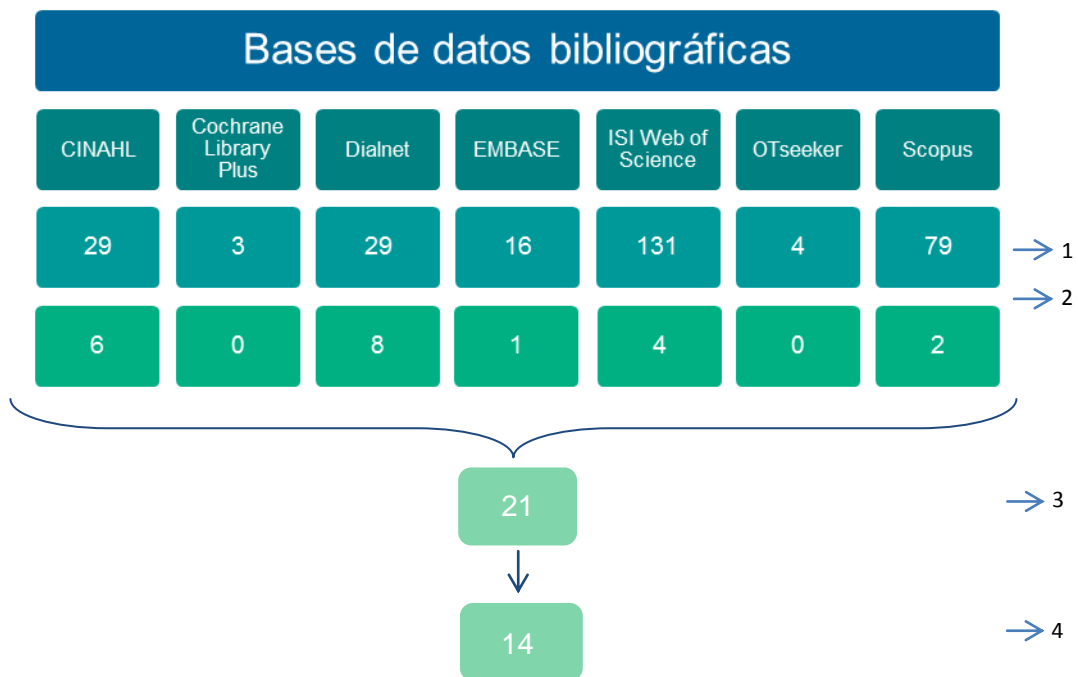 Bases de datos bibliográficas
CINAHL
Cochrane
Library
Plus
Dialnet
EMBASE
ISI Web of
Science
OTseeker
Scopus
29
3
29
16
131
4
79
1
2
6
0
8
1
4
0
2
21
3
14
4